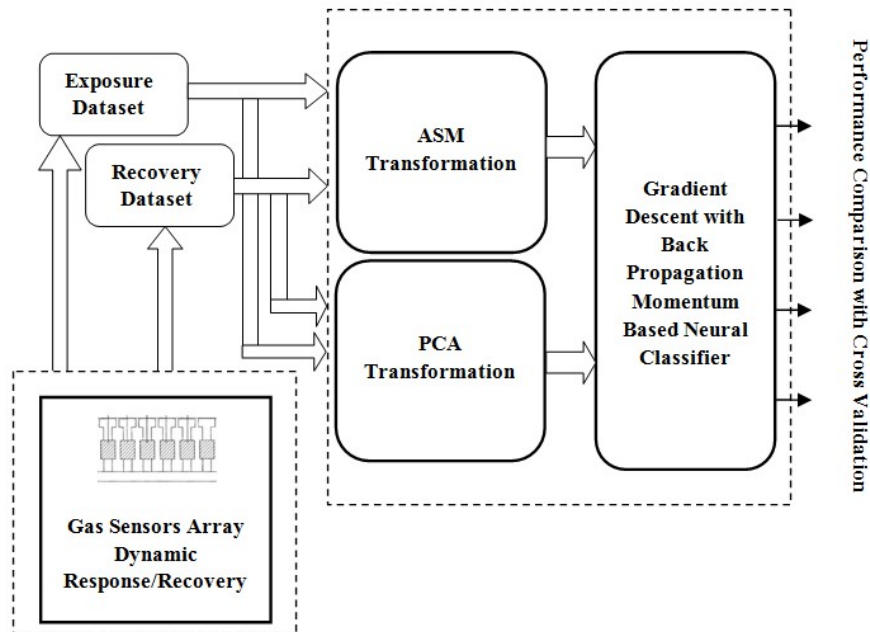 Exposure
Dataset
Recovery
Dataset
ASM
Transformation
PCA
Transformation
Gradient
Descent with
Back
Propagation
Momentum
Based Neural
Classifier
Gas Sensors Array
Dynamic
Response/Recovery
Performance Comparison with Cross Validation